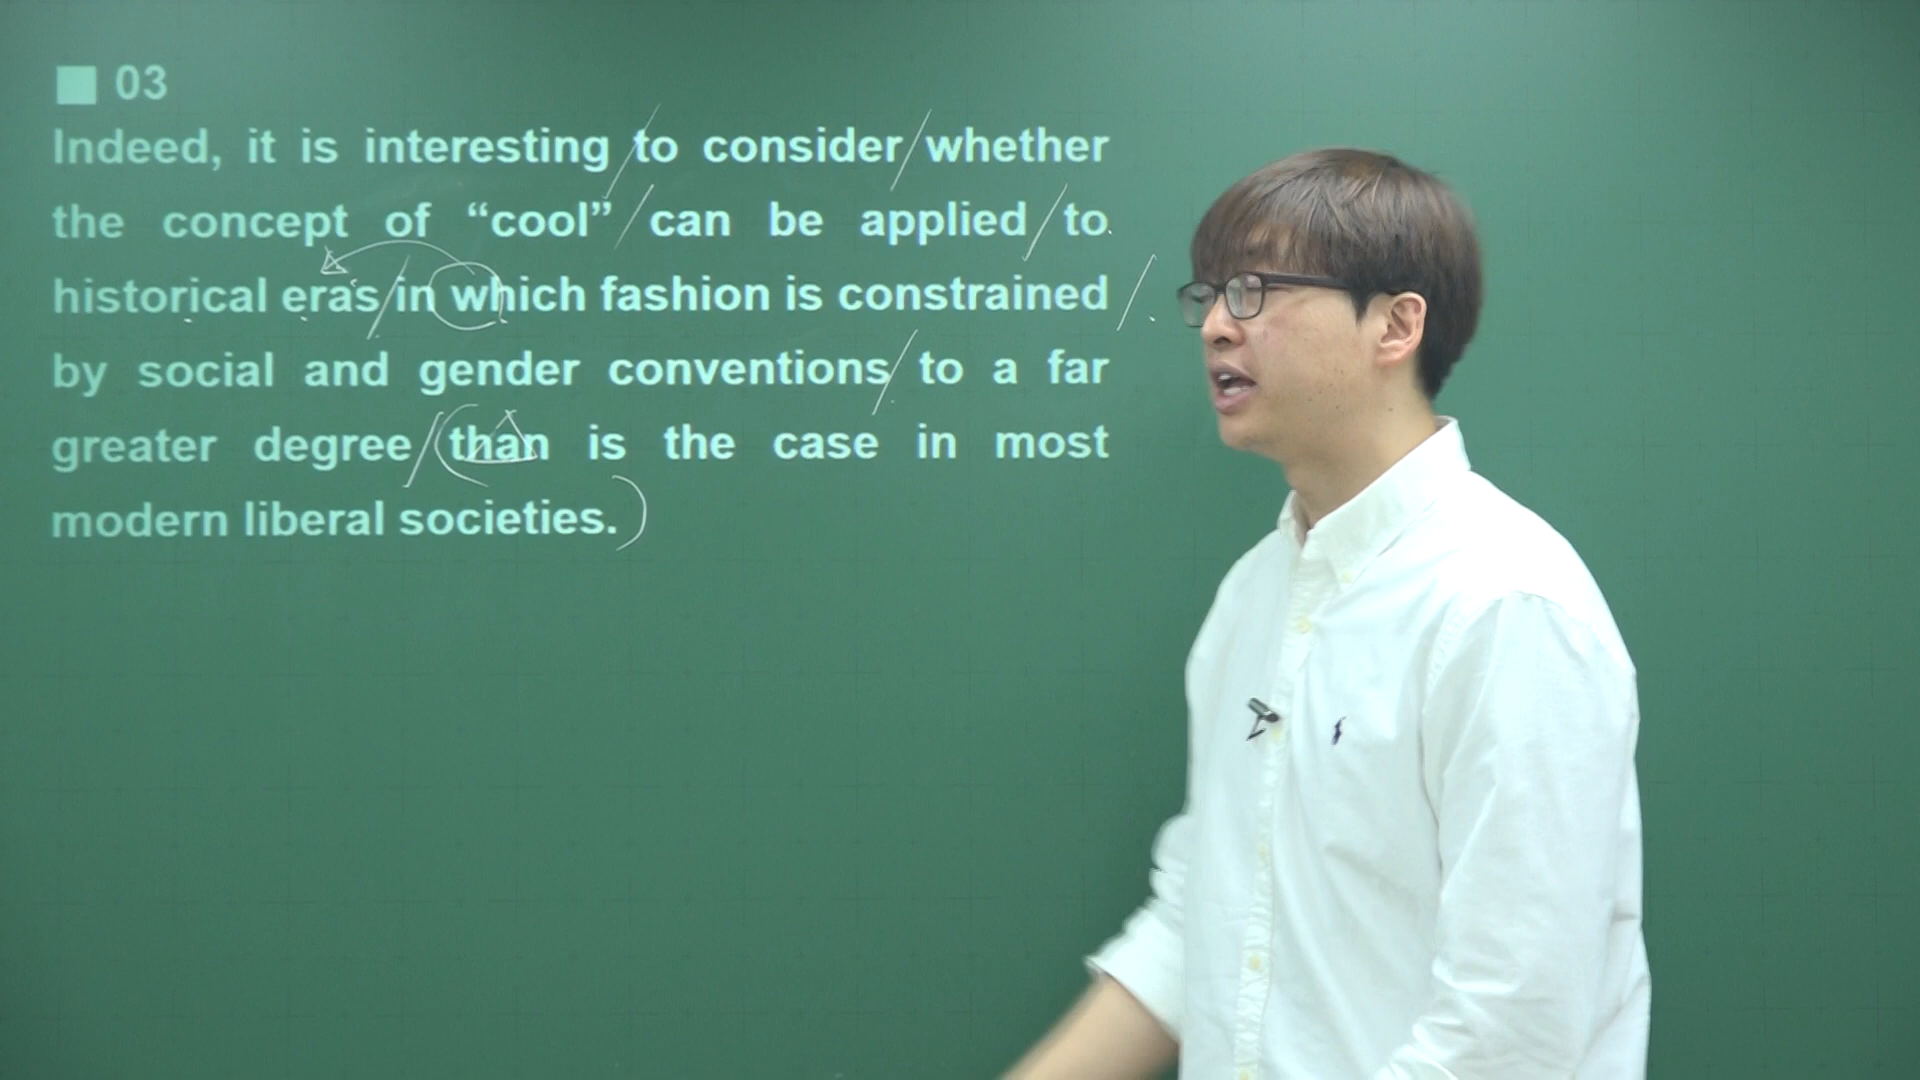 ■ 03
Indeed, it is interesting to consider whether
the concept of “cool” can be applied to
historical eras in which fashion is constrained
by social and gender conventions to a far
greater degree than is the case in most
modern liberal societies.